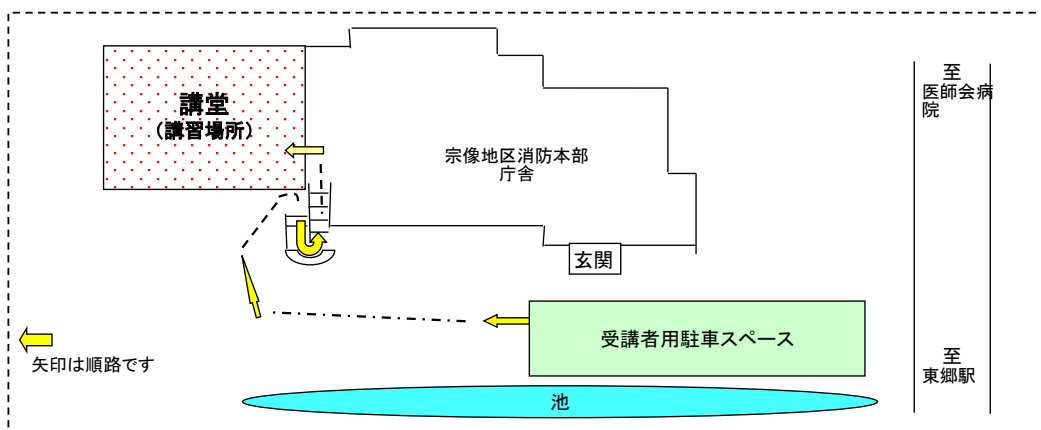 講堂
（講習場所）
宗像地区消防本部
庁舎
玄関
至
医師会病
院
受講者用駐車スペース
至
東郷駅
矢印は順路です
池